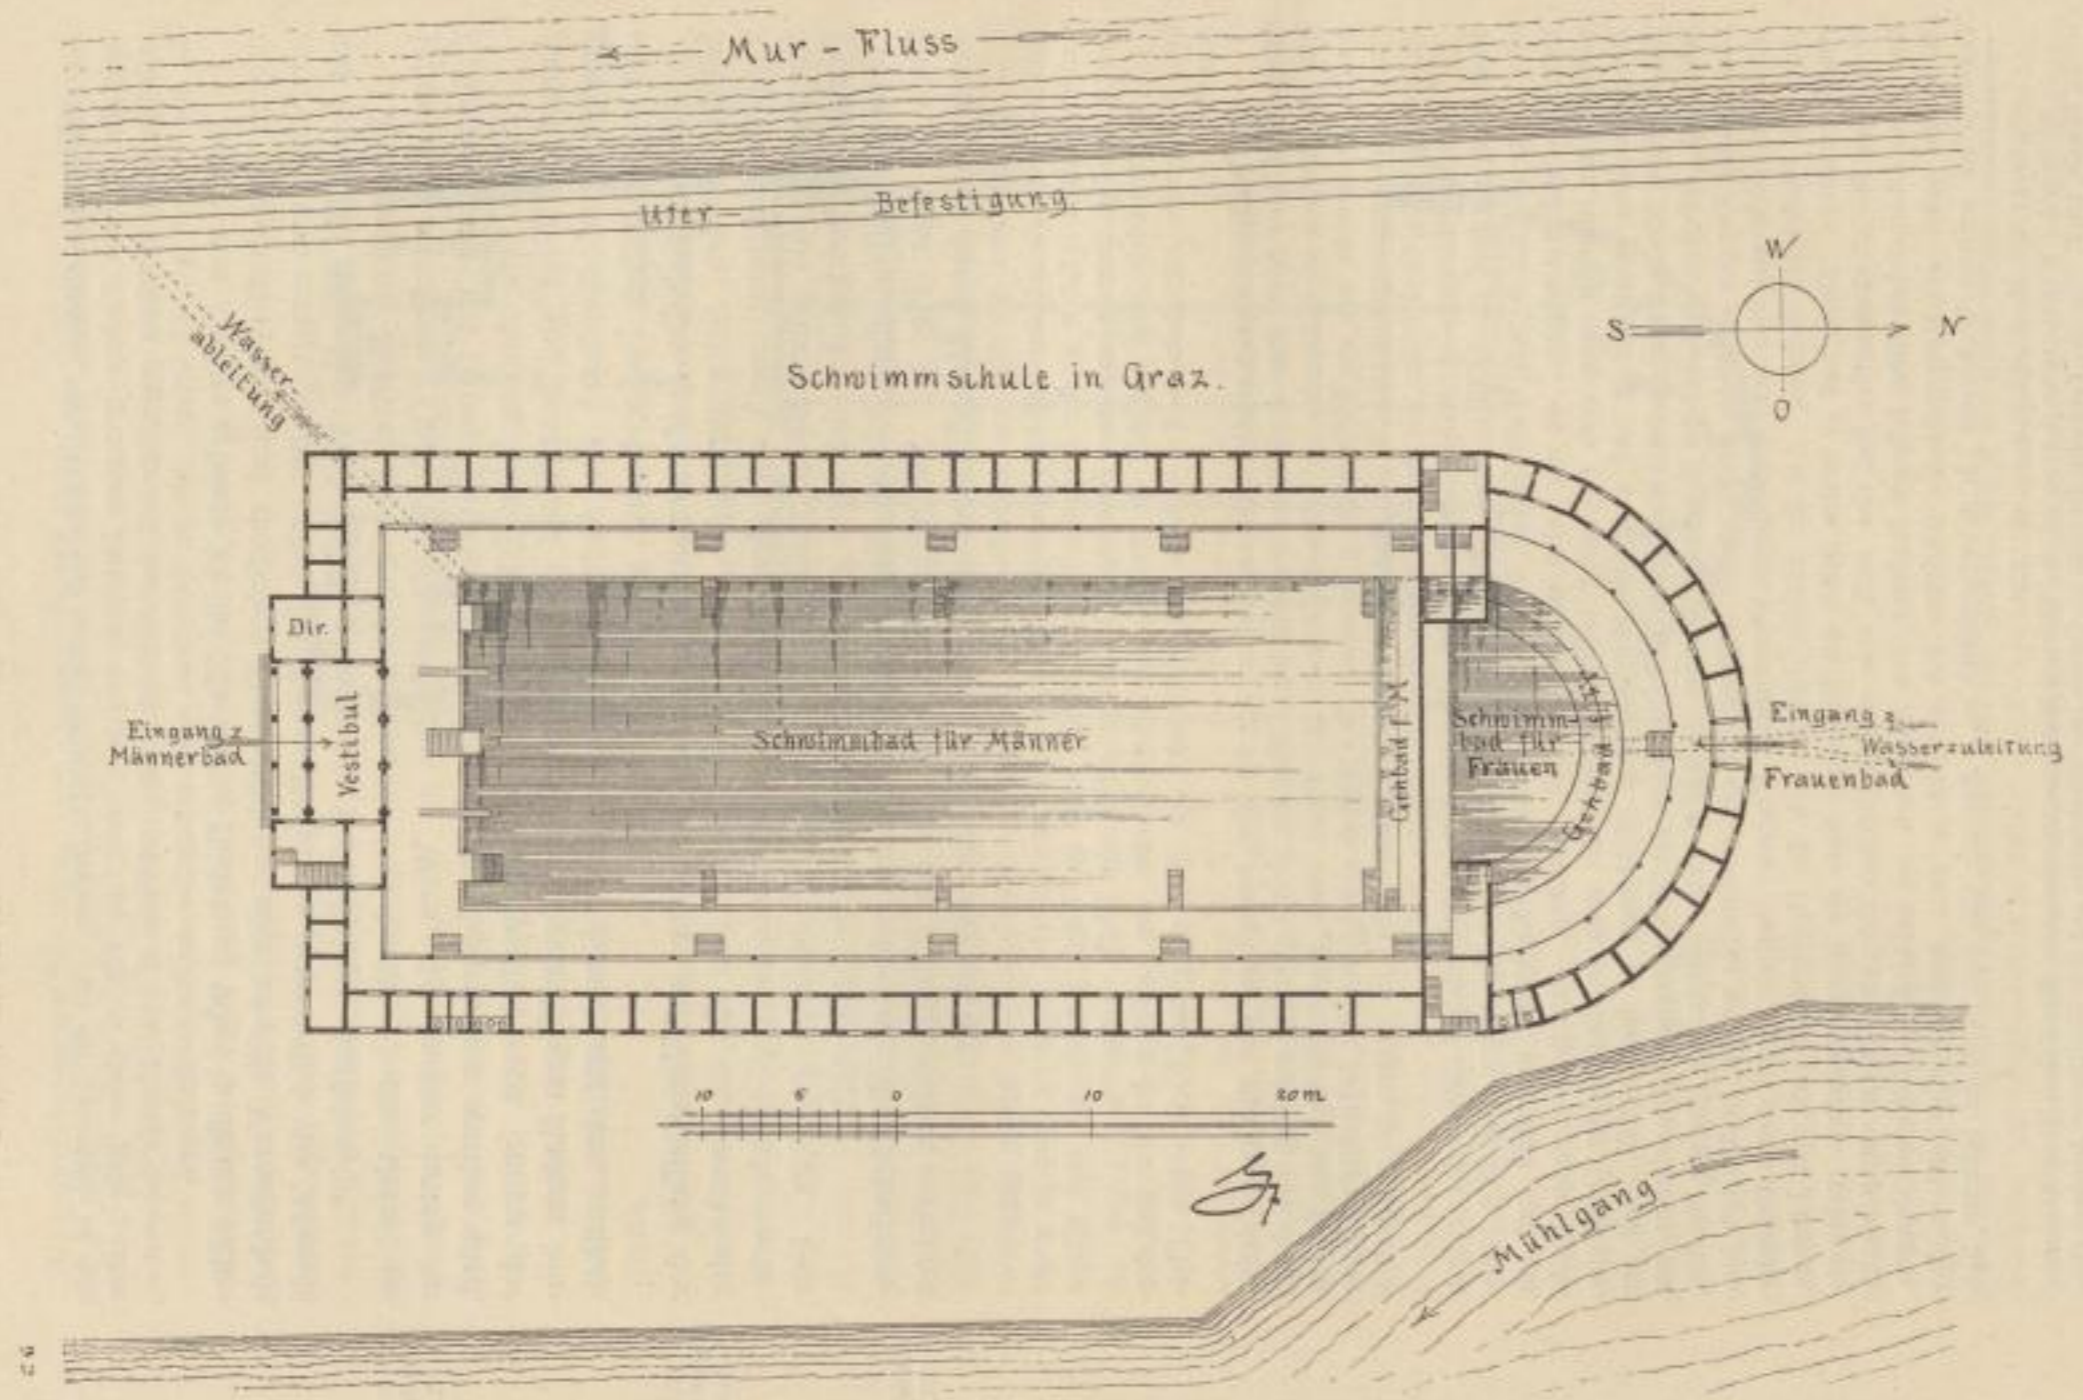 Mur - Fluss
Ufer - Befestigung.
W
S
N
O
Wasser-
ableitung
Schwimmschule in Graz.
Dir.
Eingang z
Männerbad
Vestibul
Schwimmbad für Männer
Gehbad f. M
Schwimm-
bad für
Frauen
Gehbad
Eingang z
Wasserzuleitung
Frauenbad
10 5 0 10 20 m
Mühlgang